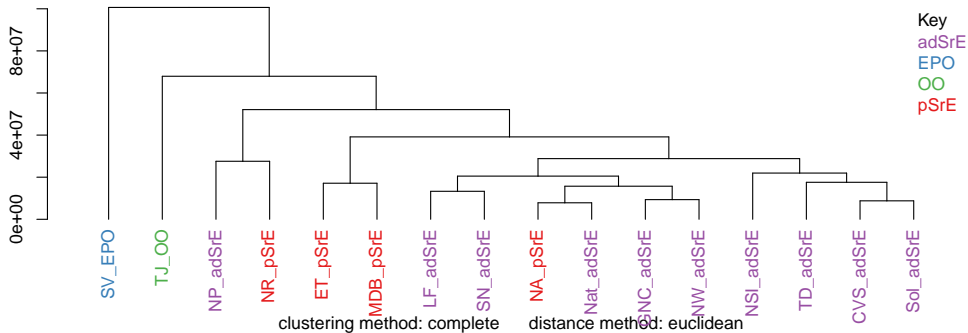 Key
adSrE
EPO
OO
pSrE
8e+07
4e+07
0e+00
SV_EPO
TJ_OO
NP_adSrE
NR_pSrE
ET_pSrE
MDB_pSrE
LF_adSrE
SN_adSrE
NA_pSrE
Nat_adSrE
GNC_adSrE
NW_adSrE
NSI_adSrE
TD_adSrE
CVS_adSrE
Sol_adSrE
clustering method: complete distance method: euclidean